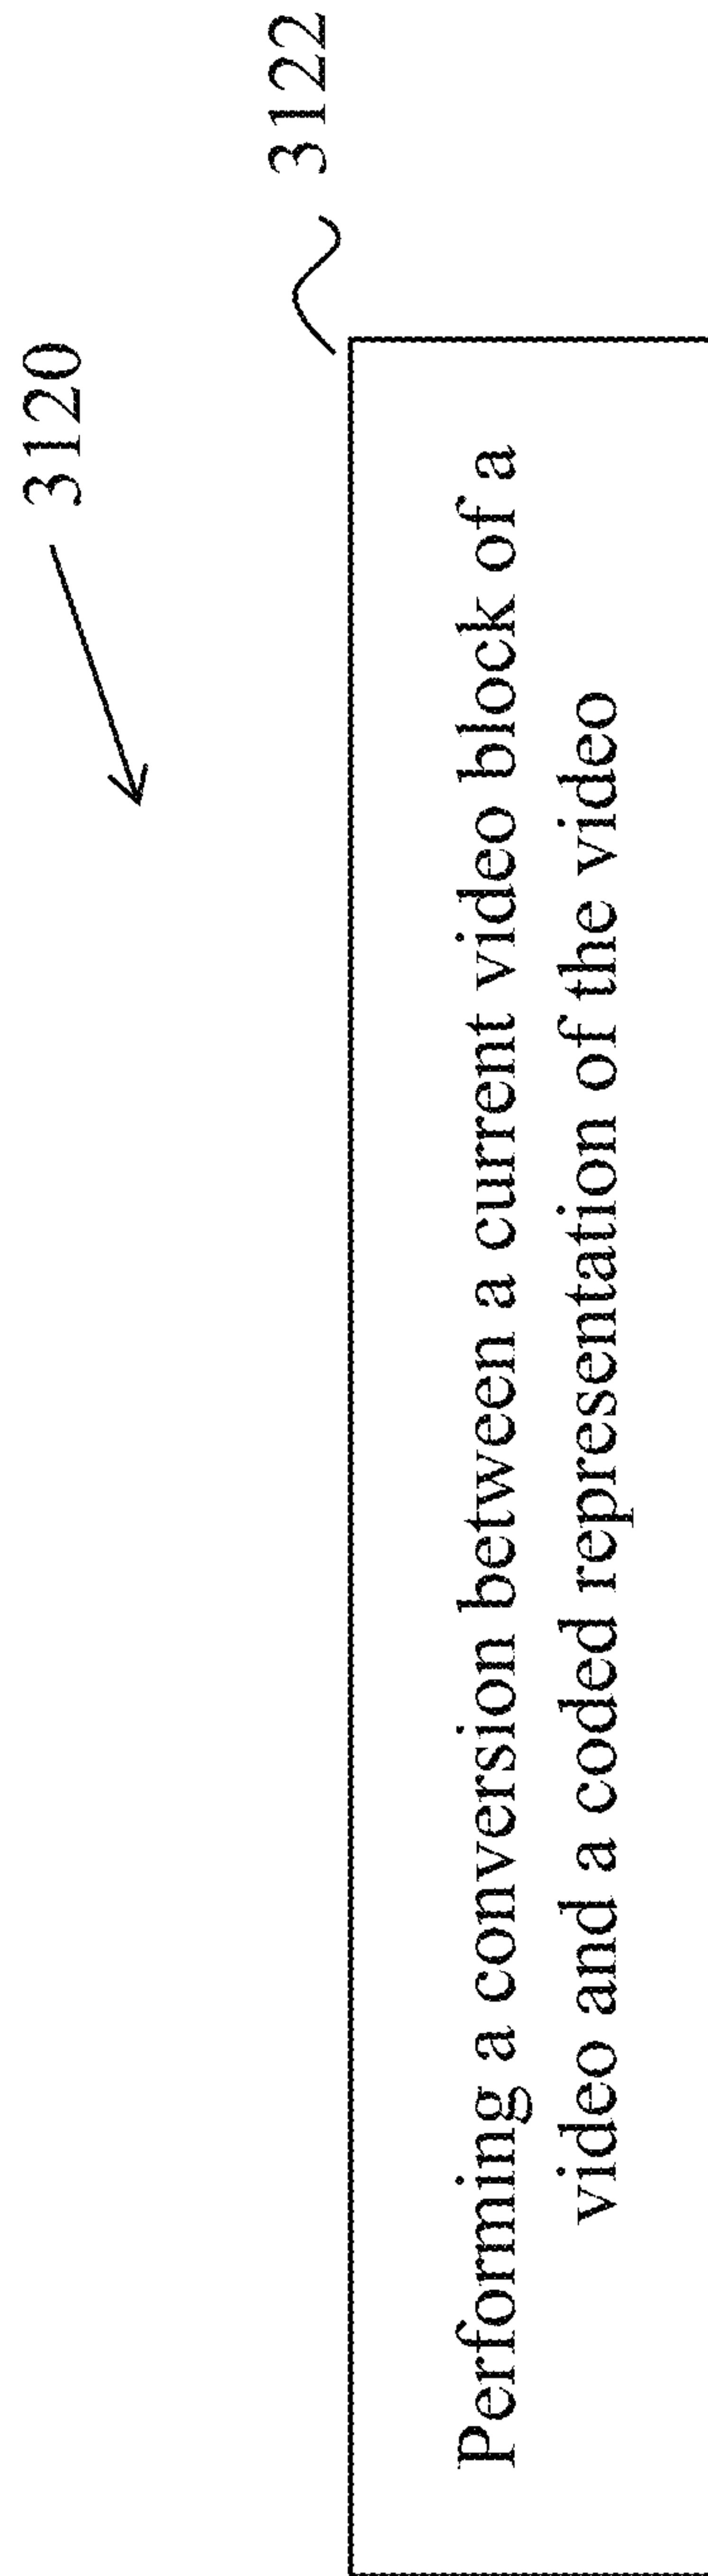 3120
3122
Performing a conversion between a current video block of a
video and a coded representation of the video